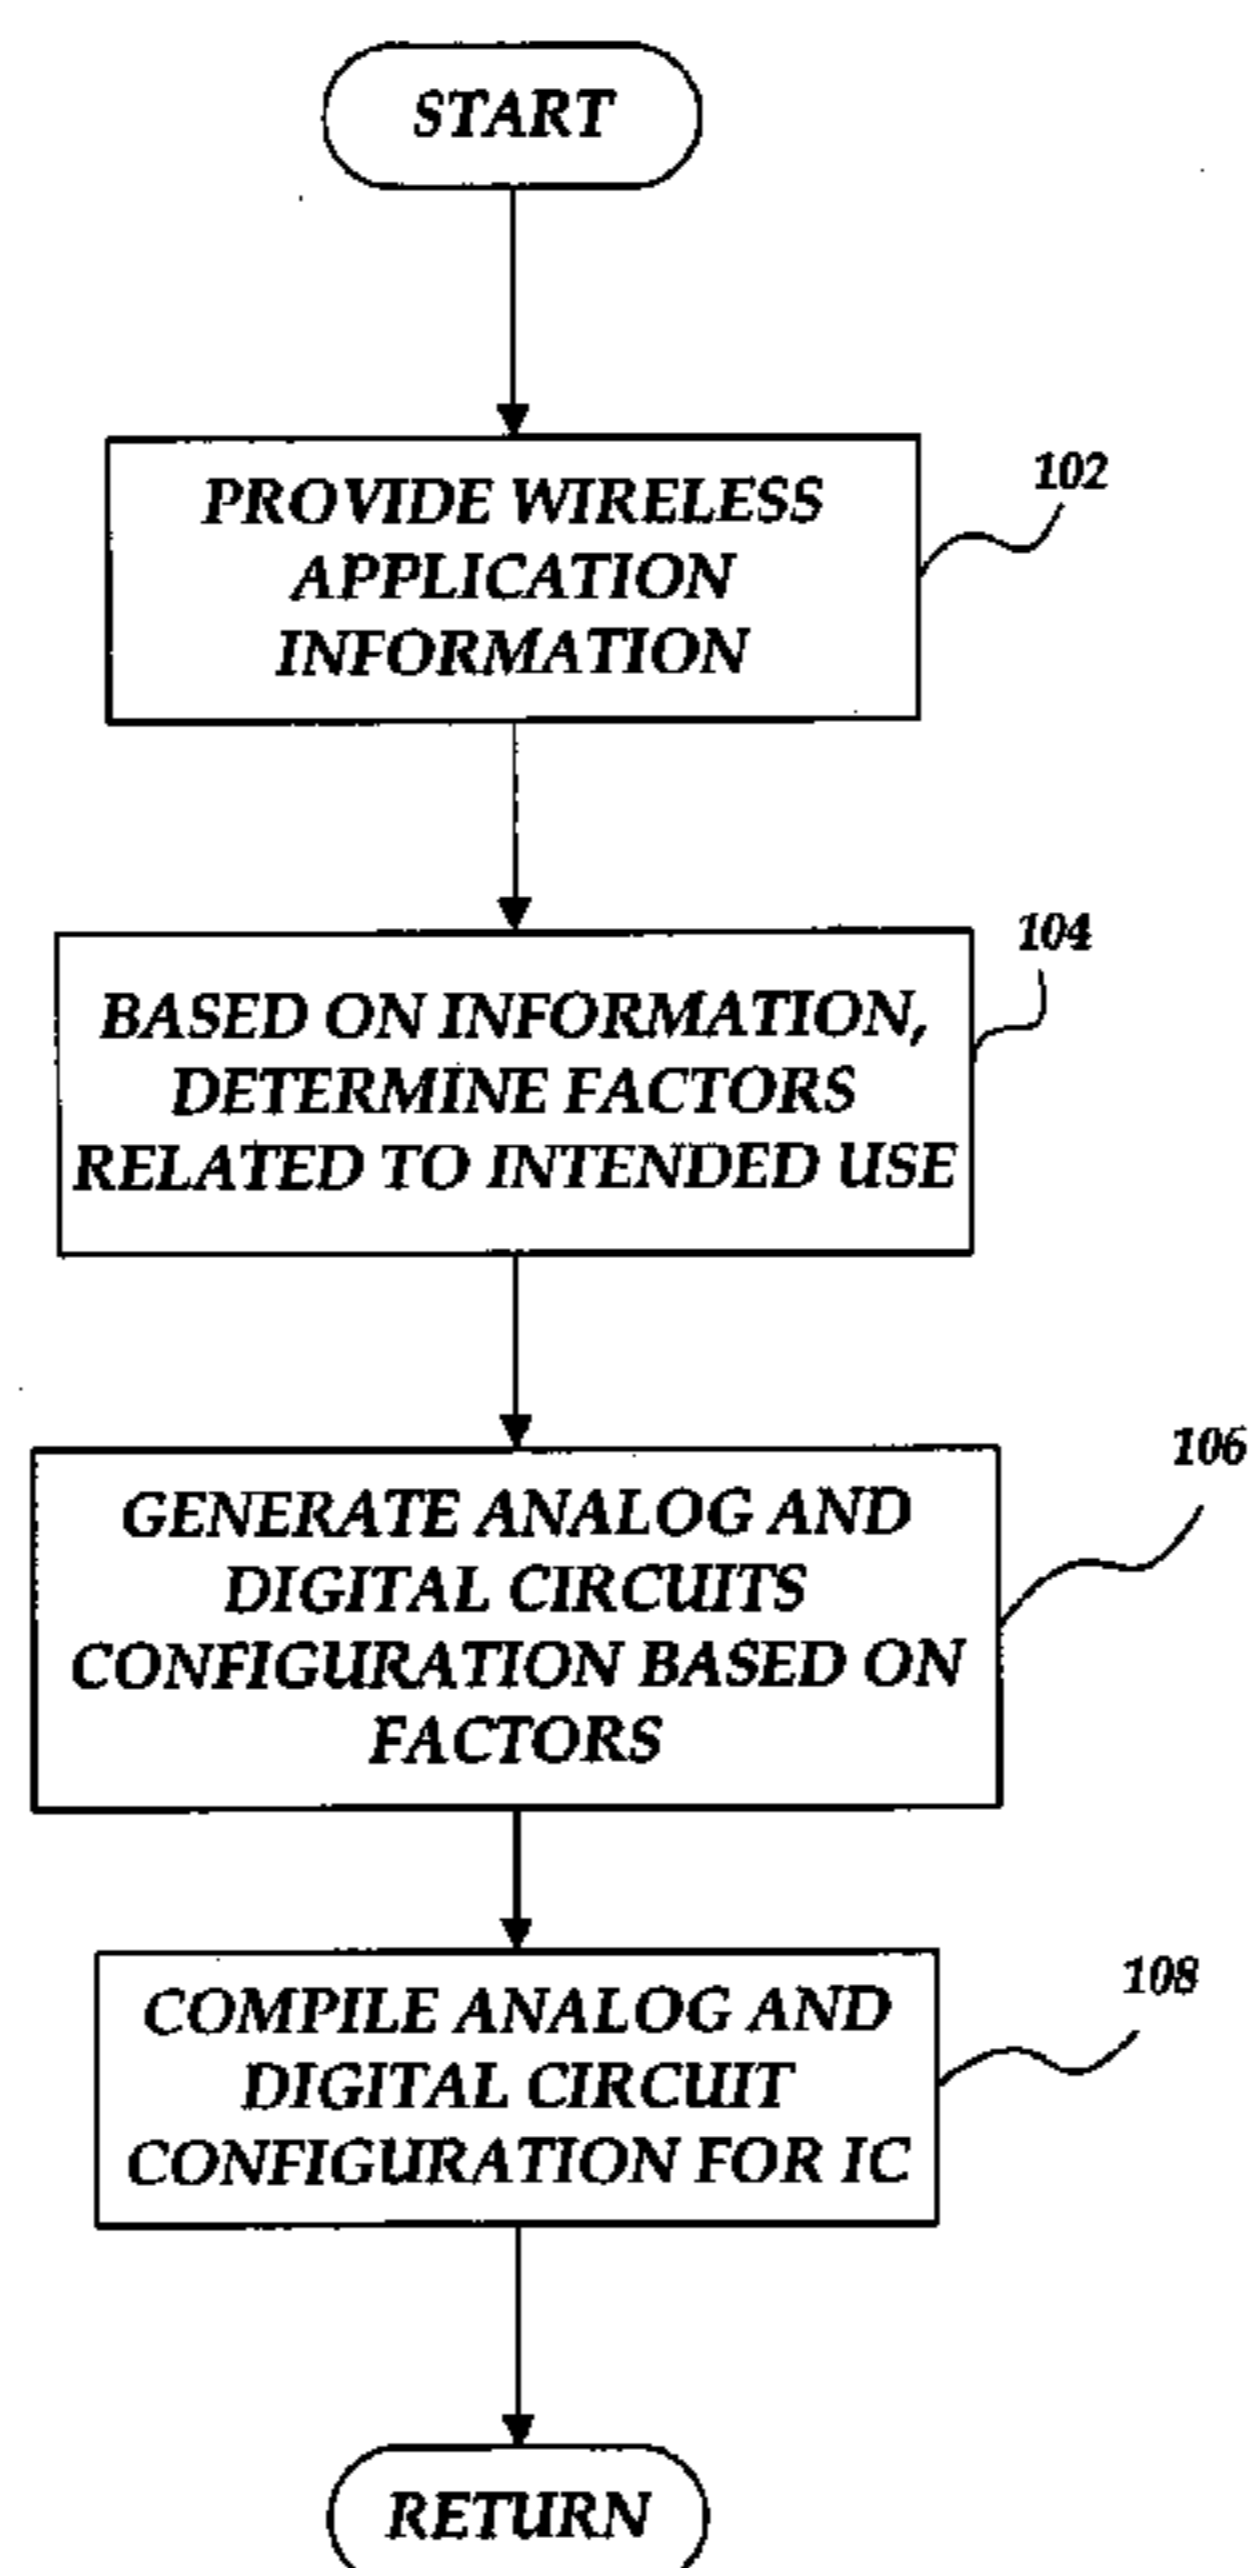 START
PROVIDE WIRELESS
APPLICATION
INFORMATION
102
BASED ON INFORMATION,
DETERMINE FACTORS
RELATED TO INTENDED USE
104
GENERATE ANALOG AND
DIGITAL CIRCUITS
CONFIGURATION BASED ON
FACTORS
106
COMPILE ANALOG AND
DIGITAL CIRCUIT
CONFIGURATION FOR IC
108
RETURN